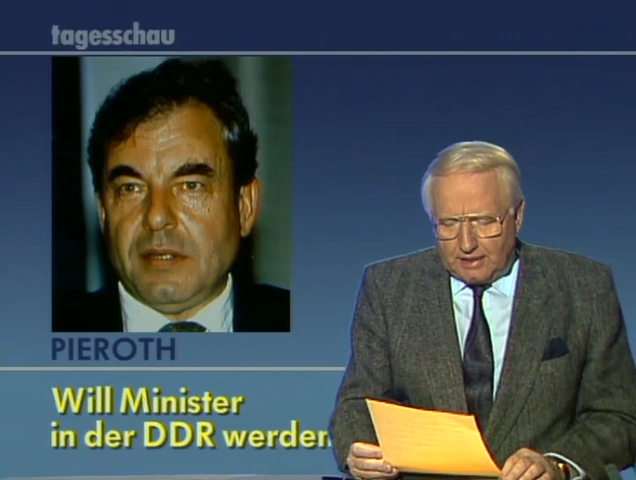 tagesschau
PIEROTH
Will Minister
in der DDR werden